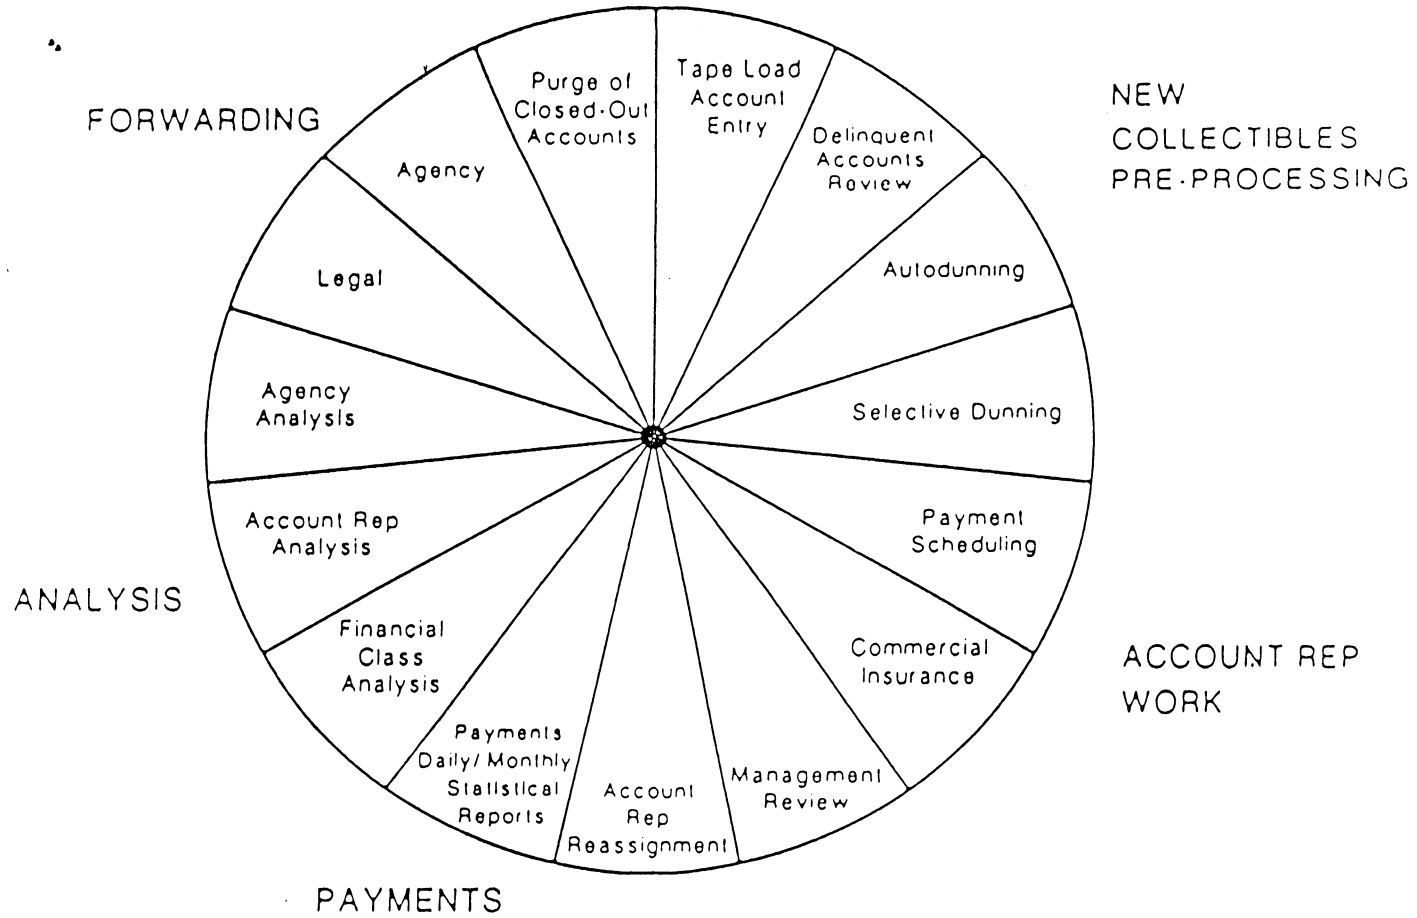 FORWARDING
NEW
COLLECTIBLES
PRE-PROCESSING
Tape Load
Account
Entry
Delinquent
Accounts
Review
Autodunning
Selective Dunning
Payment
Scheduling
Commercial
Insurance
ACCOUNT REP
WORK
Management
Review
Account
Rep
Reassignment
Payments
Daily/Monthly
Statistical
Reports
PAYMENTS
Financial
Class
Analysis
ANALYSIS
Account Rep
Analysis
Agency
Analysis
Legal
Agency
Purge of
Closed-Out
Accounts